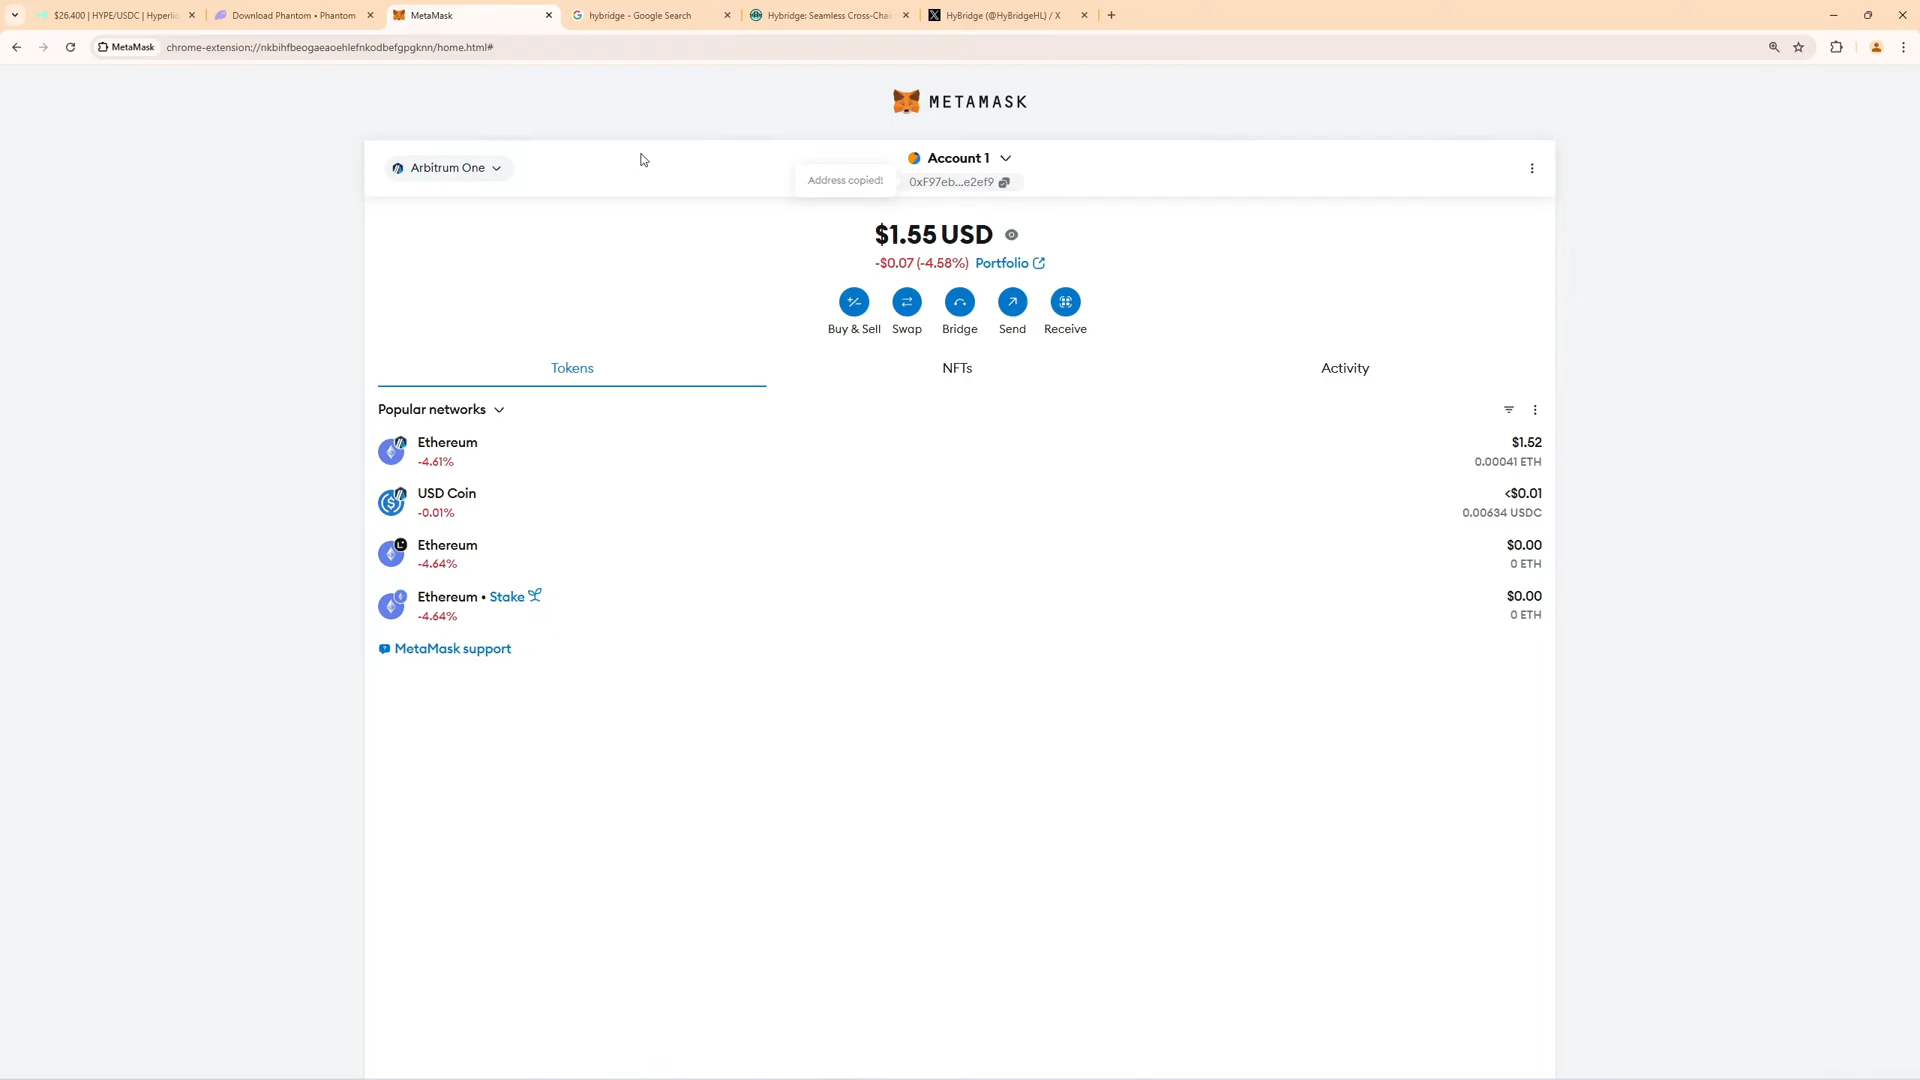 $26.400 | HYPE/USDC | Hyperli
Download Phantom • Phantom
MetaMask
hybridge - Google Search
Hybridge: Seamless Cross-Chai
HyBridge (@HyBridgeHL) / X
MetaMask
chrome-extension://nkbihfbeogaeaoehlefnkodbefgpgknn/home.html#
METAMASK
Arbitrum One
Account 1
Address copied!
0xF97eb...e2ef9
$1.55 USD
-$0.07 (-4.58%) Portfolio
Buy & Sell
Swap
Bridge
Send
Receive
Tokens
NFTs
Activity
Popular networks
Ethereum
$1.52
-4.61%
0.00041 ETH
USD Coin
<$0.01
-0.01%
0.00634 USDC
Ethereum
$0.00
-4.64%
0 ETH
Ethereum • Stake
$0.00
-4.64%
0 ETH
MetaMask support